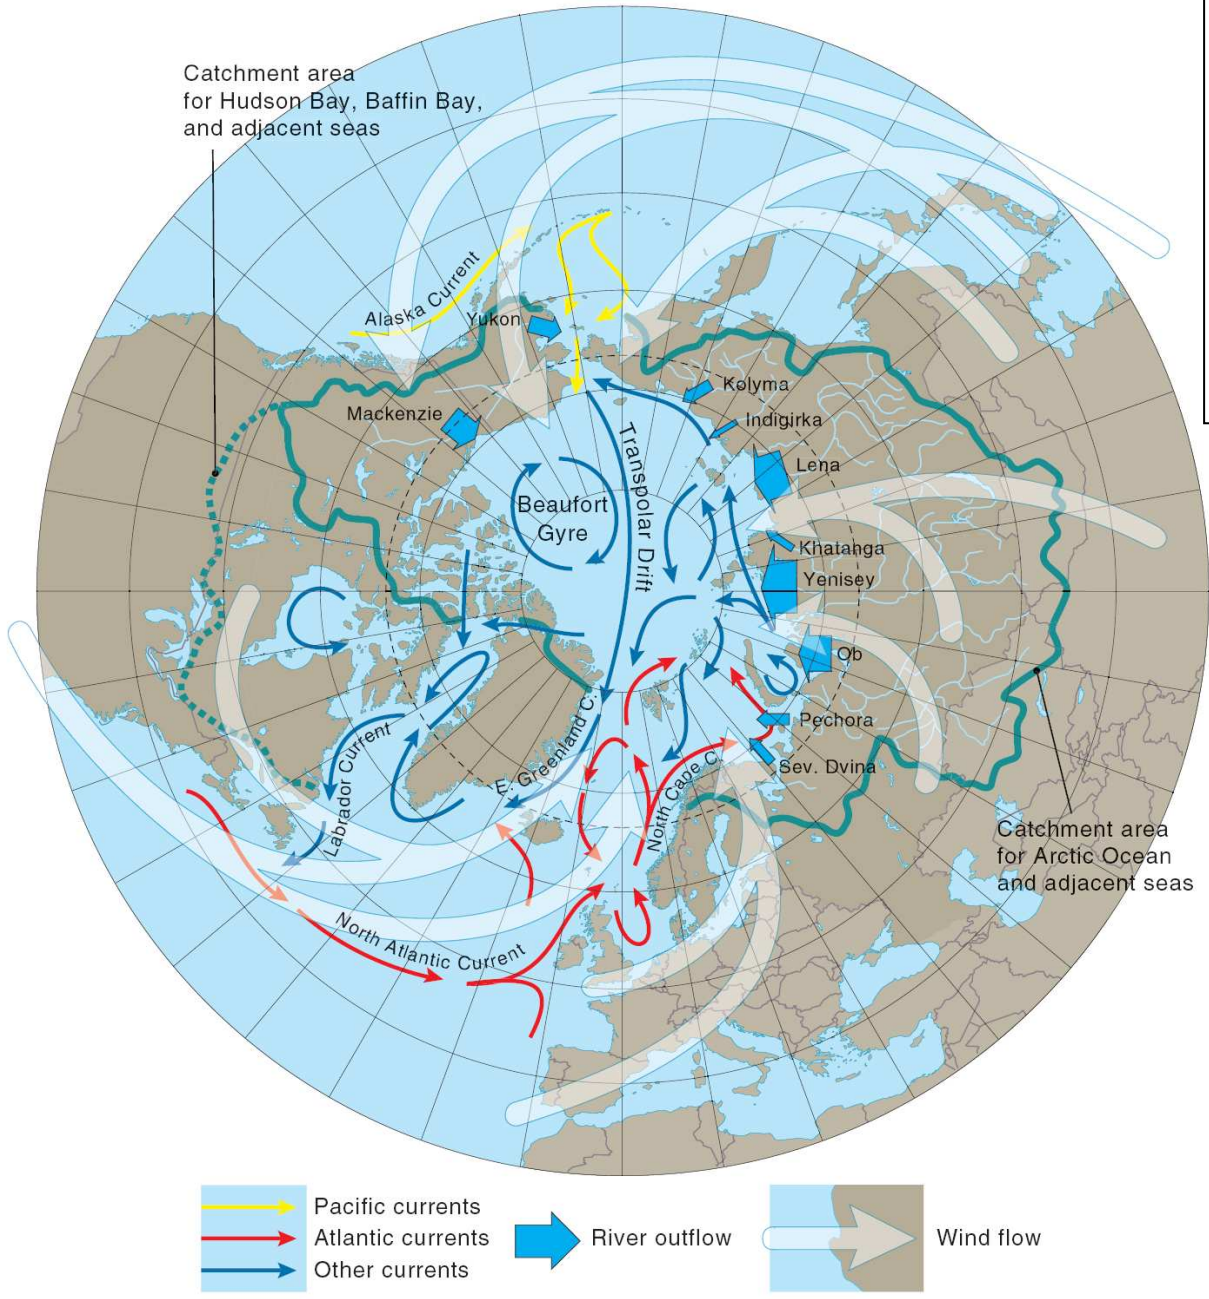 Catchment area
for Hudson Bay, Baffin Bay,
and adjacent seas
Alaska Current
Yukon
Mackenzie
Kolyma
Indigirka
Lena
Khatanga
Yenisey
Ob
Pechora
Sev. Dvina
Beaufort
Gyre
Transpolar Drift
E. Greenland C.
Labrador Current
North Cape C.
North Atlantic Current
Catchment area
for Arctic Ocean
and adjacent seas
Pacific currents
Atlantic currents
Other currents
River outflow
Wind flow